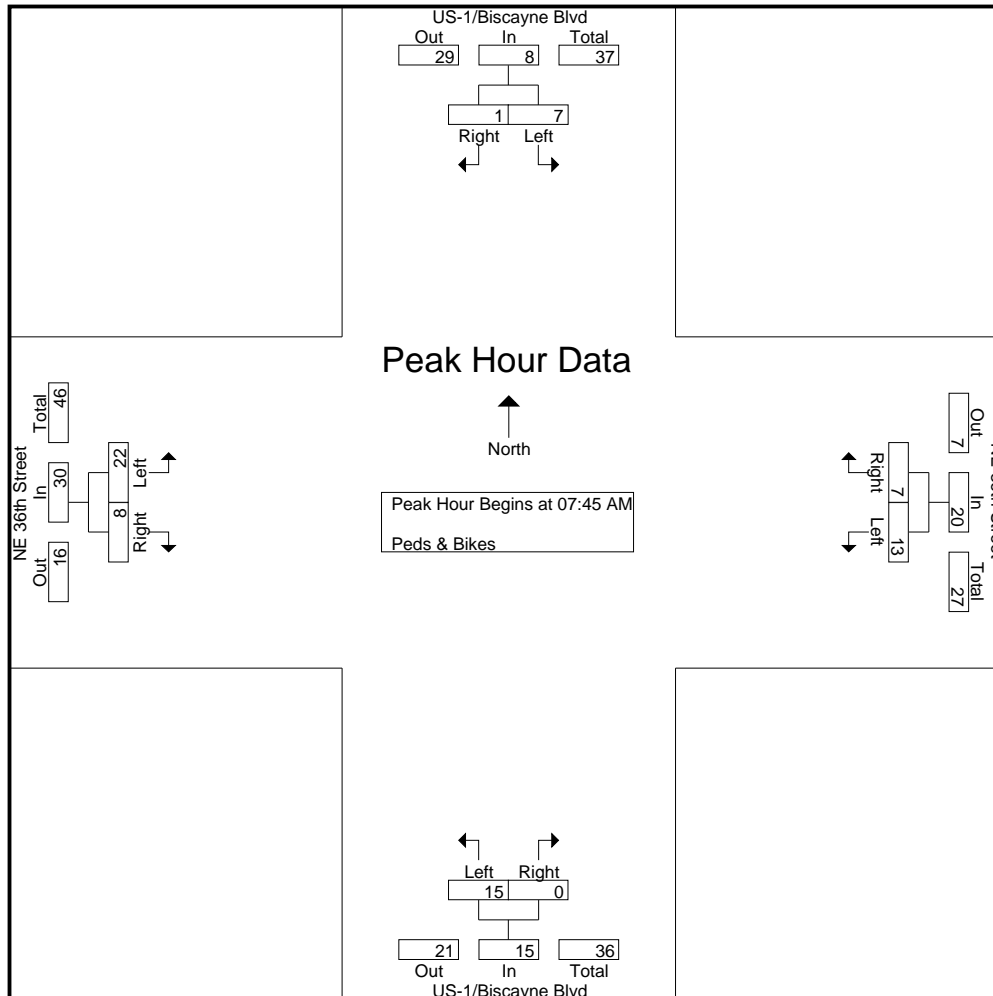 US-1/Biscayne Blvd
Out In Total
29 8 37
1 7
Right Left
Peak Hour Data
North
Peak Hour Begins at 07:45 AM
Peds & Bikes
NE 36th Street
Out In Total
16 30 46
Right Left
8 22
Out In Total
7 20 27
Right Left
7 13
Left Right
15 0
21 15 36
Out In Total
US-1/Biscayne Blvd